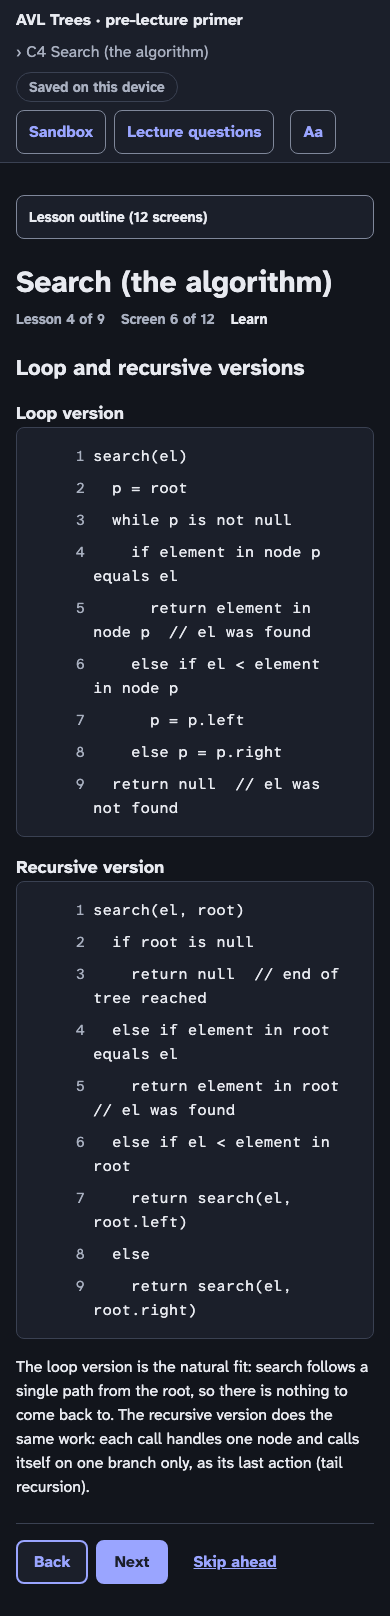 AVL Trees · pre-lecture primer
› C4 Search (the algorithm)
Saved on this device
Sandbox Lecture questions Aa
Lesson outline (12 screens)
Search (the algorithm)
Lesson 4 of 9 Screen 6 of 12 Learn
Loop and recursive versions
Loop version
1 search(el)
2   p = root
3   while p is not null
4     if element in node p
equals el
5       return element in
node p  // el was found
6     else if el < element
in node p
7       p = p.left
8     else p = p.right
9   return null  // el was
not found
Recursive version
1 search(el, root)
2   if root is null
3     return null  // end of
tree reached
4   else if element in root
equals el
5     return element in root
// el was found
6   else if el < element in
root
7     return search(el,
root.left)
8   else
9     return search(el,
root.right)
The loop version is the natural fit: search follows a
single path from the root, so there is nothing to
come back to. The recursive version does the
same work: each call handles one node and calls
itself on one branch only, as its last action (tail
recursion).
Back Next Skip ahead